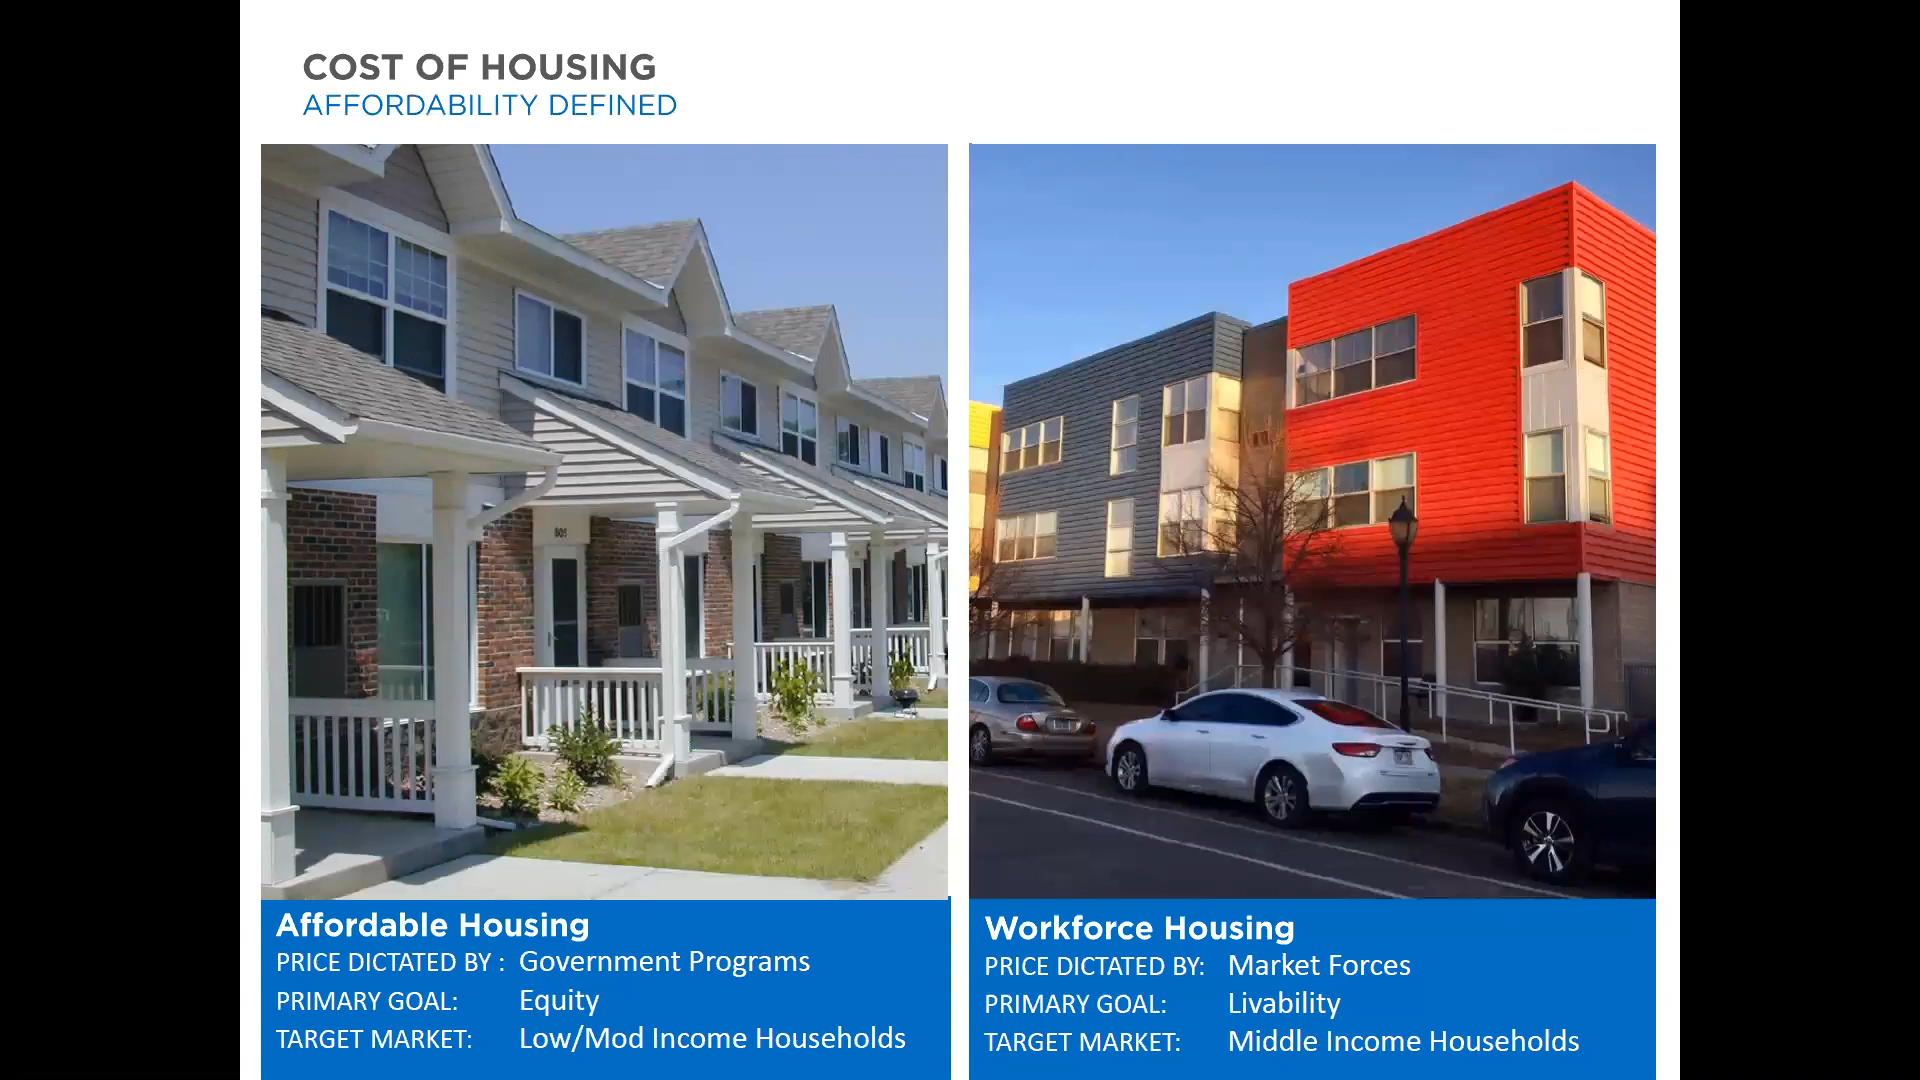 COST OF HOUSING
AFFORDABILITY DEFINED
Affordable Housing
PRICE DICTATED BY : Government Programs
PRIMARY GOAL: Equity
TARGET MARKET: Low/Mod Income Households
Workforce Housing
PRICE DICTATED BY: Market Forces
PRIMARY GOAL: Livability
TARGET MARKET: Middle Income Households